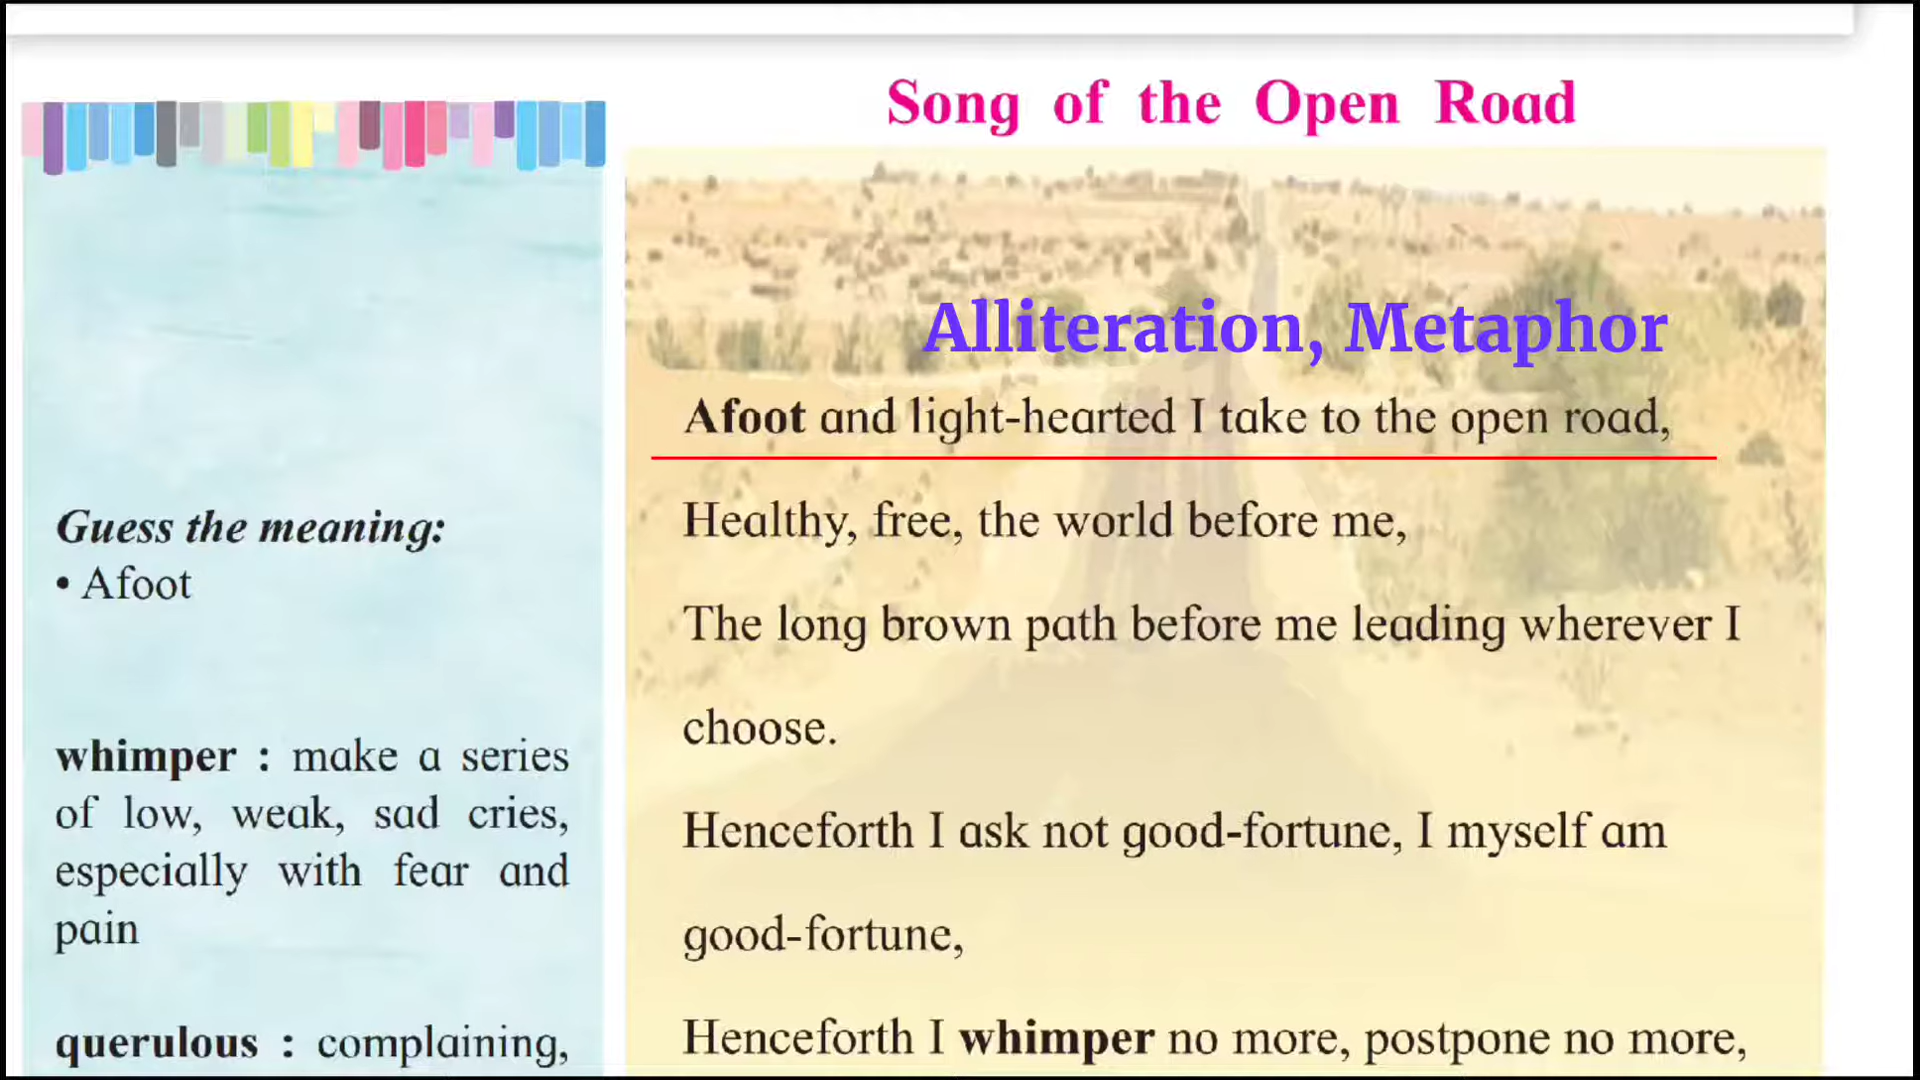 Song of the Open Road
Alliteration, Metaphor
Afoot and light-hearted I take to the open road,
Healthy, free, the world before me,
The long brown path before me leading wherever I
choose.
Henceforth I ask not good-fortune, I myself am
good-fortune,
Henceforth I whimper no more, postpone no more,
Guess the meaning:
• Afoot
whimper : make a series
of low, weak, sad cries,
especially with fear and
pain
querulous : complaining,